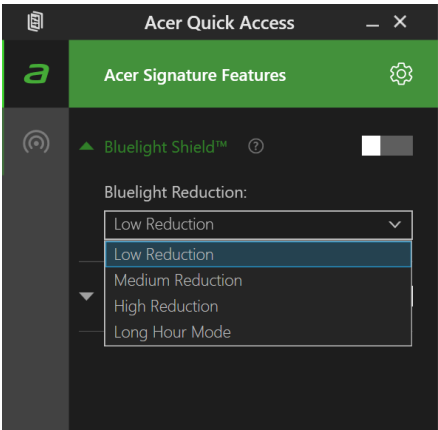 Acer Quick Access
a
Acer Signature Features
Bluelight Shield™ ?
Bluelight Reduction:
Low Reduction
Low Reduction
Medium Reduction
High Reduction
Long Hour Mode